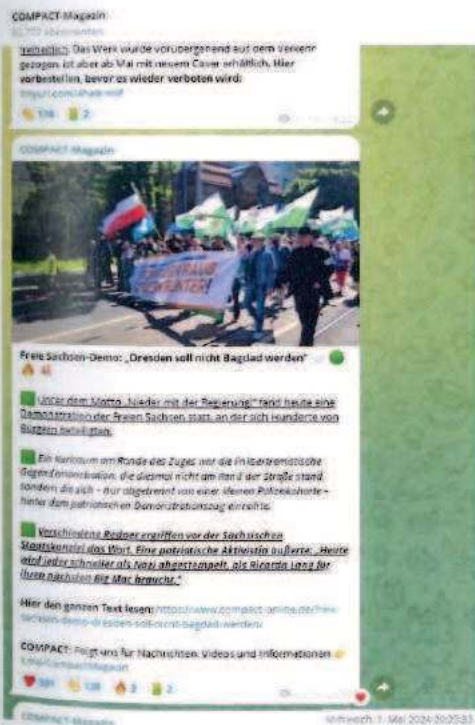 COMPACT-Magazin
Das Werk wurde vorübergehend aus dem Verkehr
gezogen, ist aber ab Mai mit neuem Cover erhältlich. Hier
vorbestellen, bevor es wieder verboten wird:
176 2
COMPACT-Magazin
Freie Sachsen-Demo: „Dresden soll nicht Bagdad werden"
Unter dem Motto „Nieder mit der Regierung" fand heute eine
Demonstration der Freien Sachsen statt, an der sich Hunderte von
Bürgern beteiligten.
Ein Kuriosum am Rande des Zuges war die linksextremistische
Gegendemonstration, die diesmal nicht am Rand der Straße stand,
sondern die sich – nur abgetrennt von einer kleinen Polizeikohorte –
hinter dem patriotischen Demonstrationszug einreihte.
Verschiedene Redner ergriffen vor der Sächsischen
Staatskanzlei das Wort. Eine patriotische Aktivistin äußerte: „Heute
wird jeder schneller als Nazi abgestempelt, als Ricarda Lang für
ihren nächsten Big Mac braucht."
Hier den ganzen Text lesen: https://www.compact-online.de/freie-
sachsen-demo-dresden-soll-nicht-bagdad-werden/
COMPACT: Folgt uns für Nachrichten, Videos und Informationen
2 2
COMPACT-Magazin
Mittwoch, 1. Mai 2024